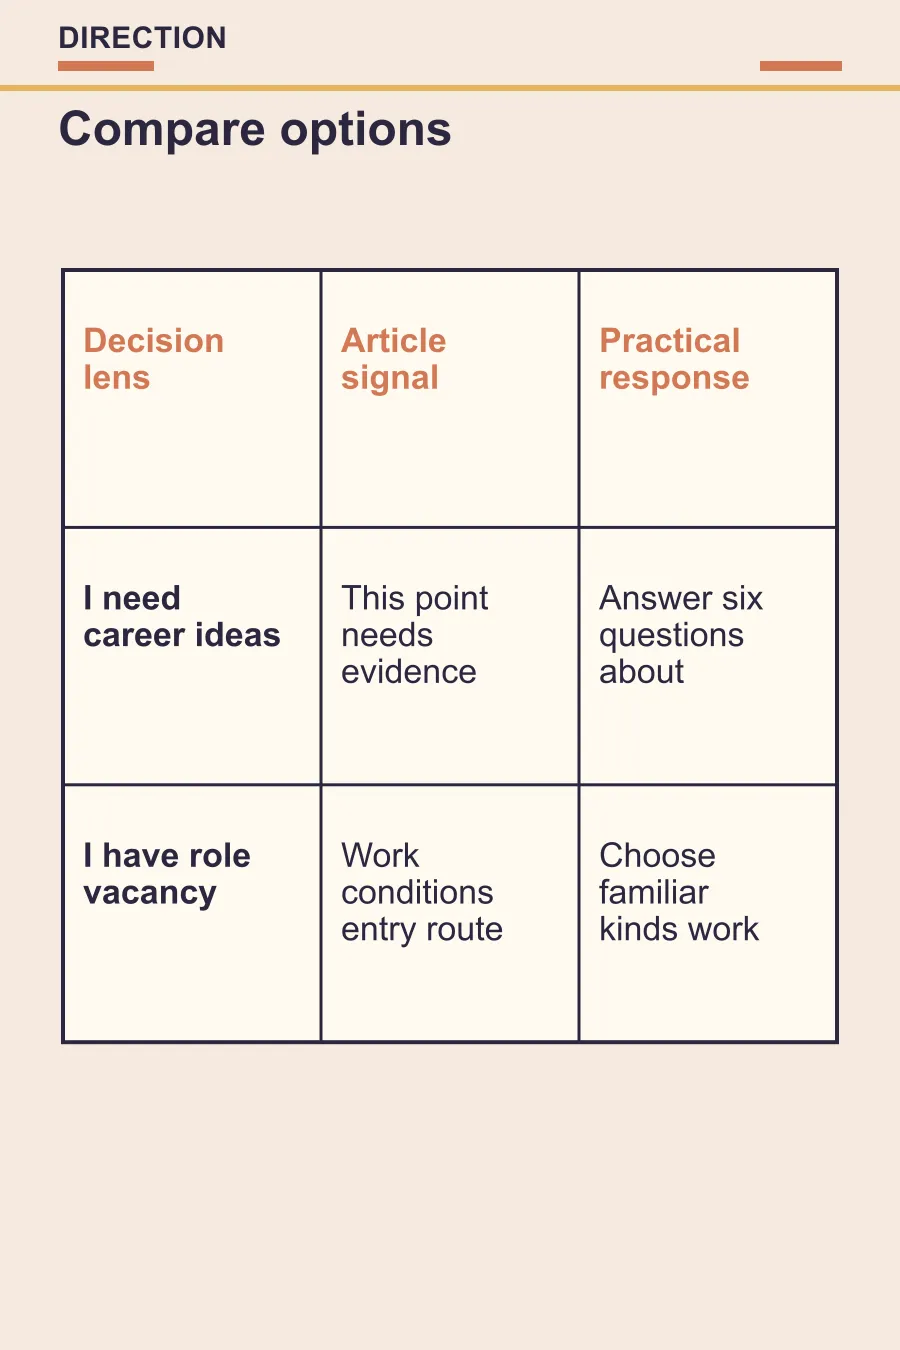 DIRECTION
Compare options
Decision
lens
Article
signal
Practical
response
I need
career ideas
This point
needs
evidence
Answer six
questions
about
I have role
vacancy
Work
conditions
entry route
Choose
familiar
kinds work